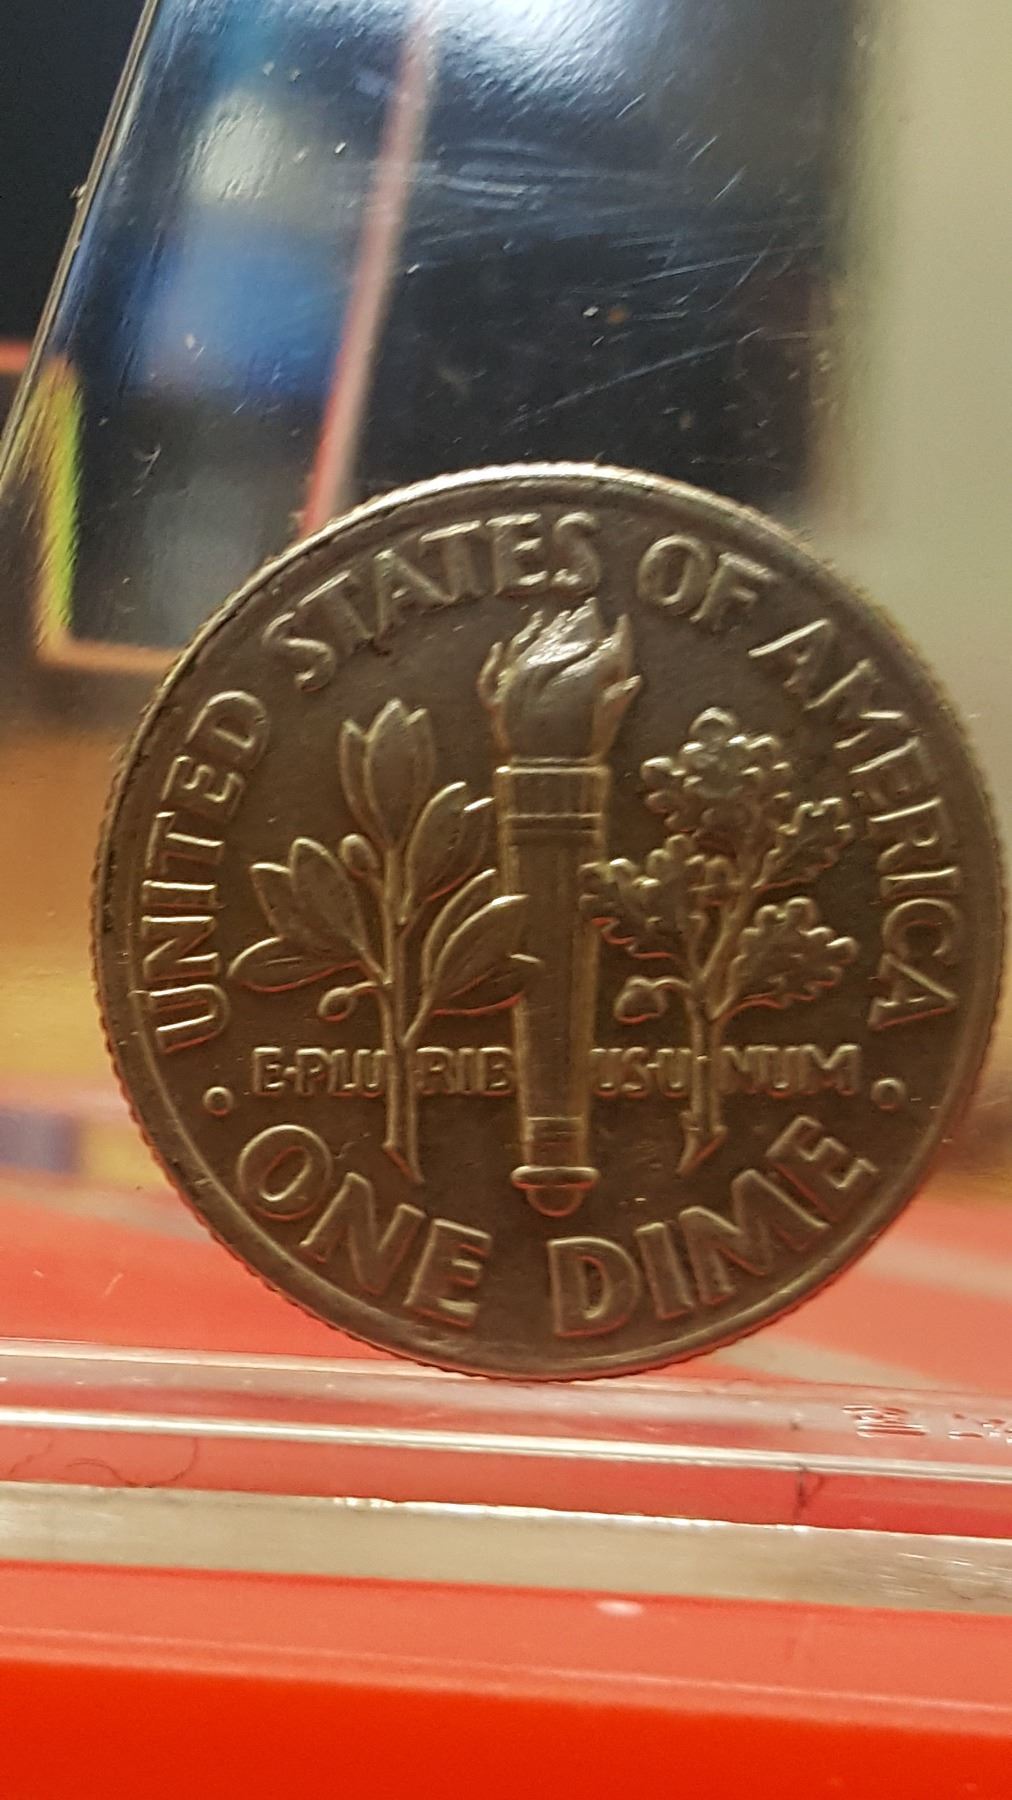 UNITED STATES OF AMERICA
E·PLURIBUS·UNUM
· ONE DIME ·